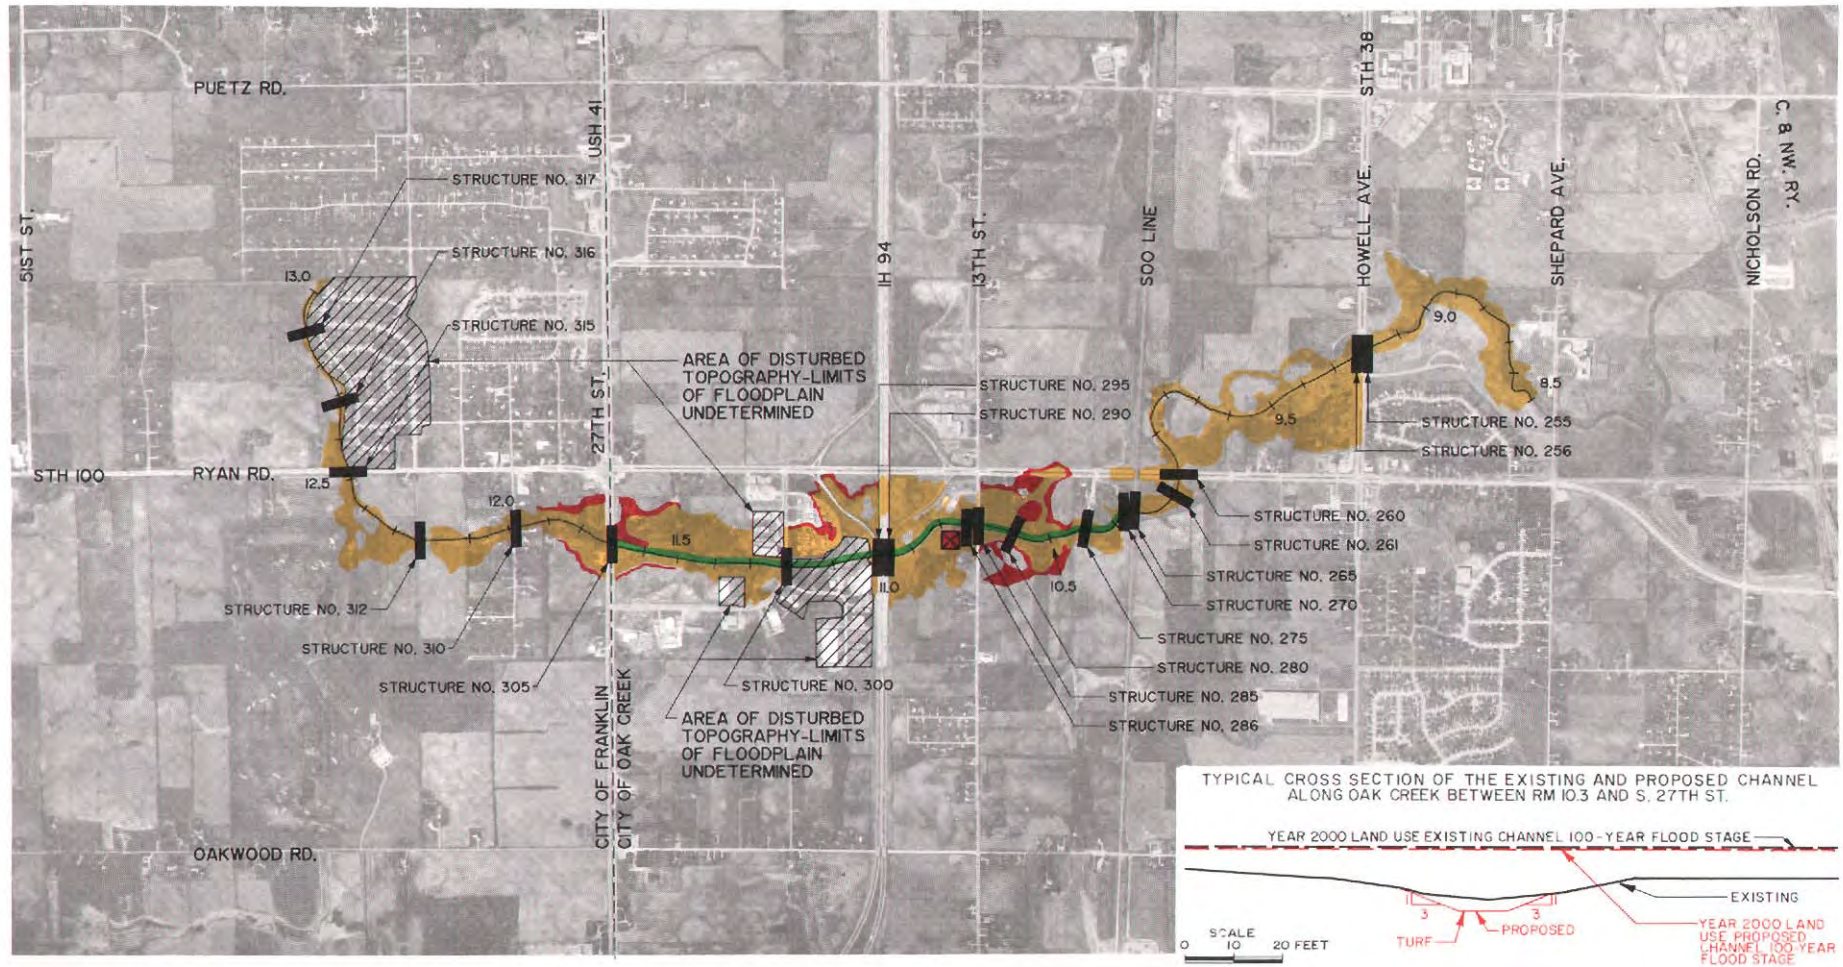 PUETZ RD.
51ST ST.
USH 41
STH 38
C. & NW. RY.
STRUCTURE NO. 317
STRUCTURE NO. 316
STRUCTURE NO. 315
13.0
AREA OF DISTURBED
TOPOGRAPHY-LIMITS
OF FLOODPLAIN
UNDETERMINED
27TH ST.
IH 94
13TH ST.
SOO LINE
HOWELL AVE.
SHEPARD AVE.
NICHOLSON RD.
9.0
8.5
9.5
STRUCTURE NO. 295
STRUCTURE NO. 290
STRUCTURE NO. 255
STRUCTURE NO. 256
STH 100
RYAN RD.
12.5
12.0
11.5
11.0
10.5
STRUCTURE NO. 260
STRUCTURE NO. 261
STRUCTURE NO. 265
STRUCTURE NO. 270
STRUCTURE NO. 275
STRUCTURE NO. 280
STRUCTURE NO. 285
STRUCTURE NO. 286
STRUCTURE NO. 312
STRUCTURE NO. 310
STRUCTURE NO. 305
STRUCTURE NO. 300
AREA OF DISTURBED
TOPOGRAPHY-LIMITS
OF FLOODPLAIN
UNDETERMINED
CITY OF FRANKLIN
CITY OF OAK CREEK
OAKWOOD RD.
TYPICAL CROSS SECTION OF THE EXISTING AND PROPOSED CHANNEL
ALONG OAK CREEK BETWEEN RM 10.3 AND S. 27TH ST.
YEAR 2000 LAND USE EXISTING CHANNEL 100-YEAR FLOOD STAGE
EXISTING
1
3
3
1
TURF
PROPOSED
YEAR 2000 LAND
USE PROPOSED
CHANNEL 100-YEAR
FLOOD STAGE
SCALE
0 10 20 FEET